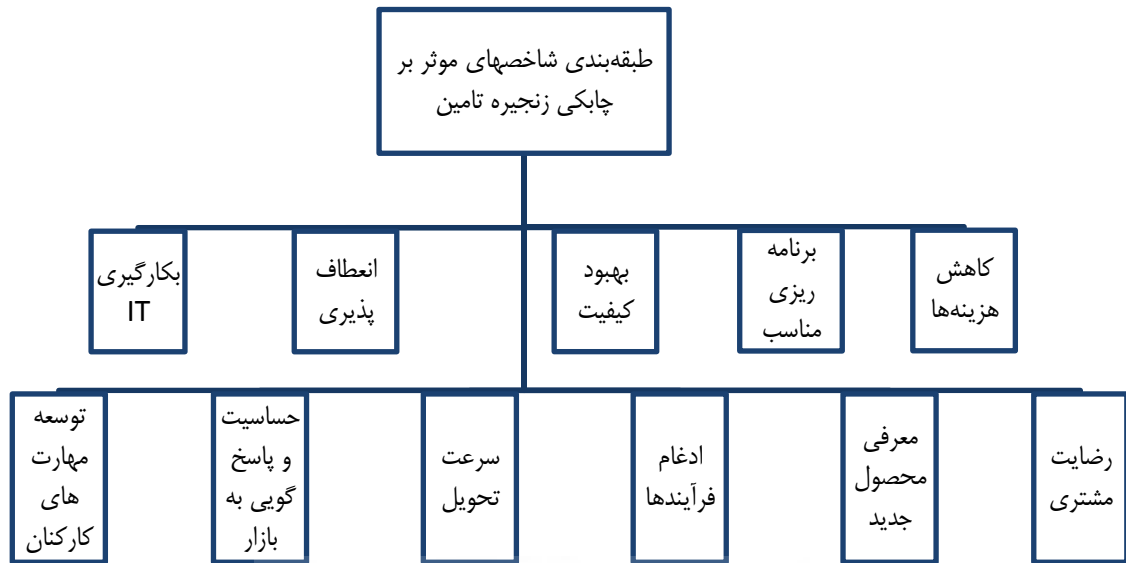 طبقه‌بندی شاخصهای موثر بر
چابکی زنجیره تامین
کاهش
هزینه‌ها
برنامه
ریزی
مناسب
بهبود
کیفیت
انعطاف
پذیری
بکارگیری
IT
رضایت
مشتری
معرفی
محصول
جدید
ادغام
فرآیندها
سرعت
تحویل
حساسیت
و پاسخ
گویی به
بازار
توسعه
مهارت
های
کارکنان